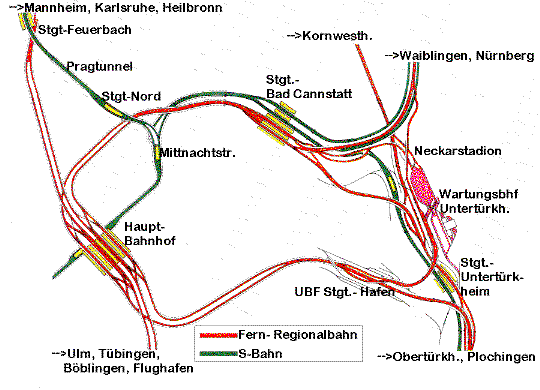 -->Mannheim, Karlsruhe, Heilbronn
Stgt-Feuerbach
-->Kornwesth.
-->Waiblingen, Nürnberg
Pragtunnel
Stgt.-
Bad Cannstatt
Stgt-Nord
Mittnachtstr.
Neckarstadion
Wartungsbhf
Untertürkh.
Haupt-
Bahnhof
Stgt.-
Untertürk-
heim
UBF Stgt.- Hafen
Fern- Regionalbahn
S-Bahn
-->Ulm, Tübingen,
Böblingen, Flughafen
-->Obertürkh., Plochingen